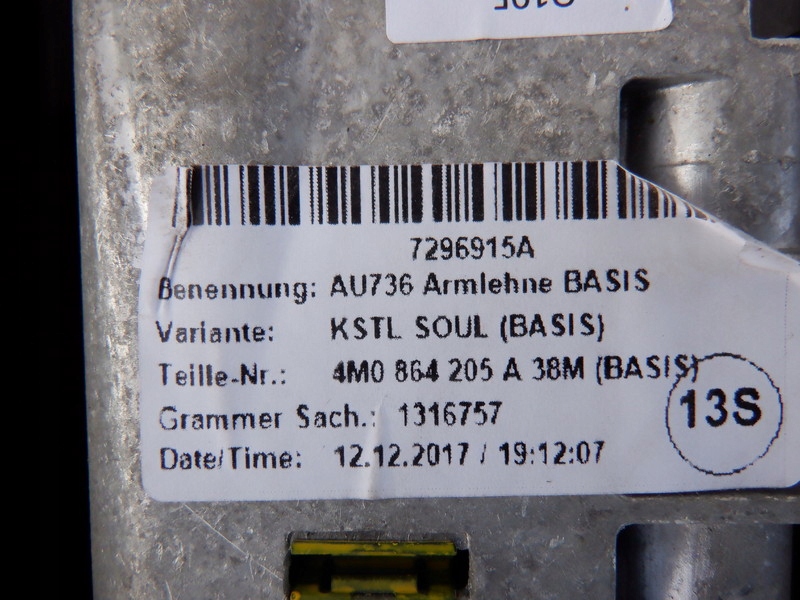 7296915A
Benennung: AU736 Armlehne BASIS
Variante: KSTL SOUL (BASIS)
Teille-Nr.: 4M0 864 205 A 38M (BASIS)
13S
Grammer Sach.: 1316757
Date/Time: 12.12.2017 / 19:12:07